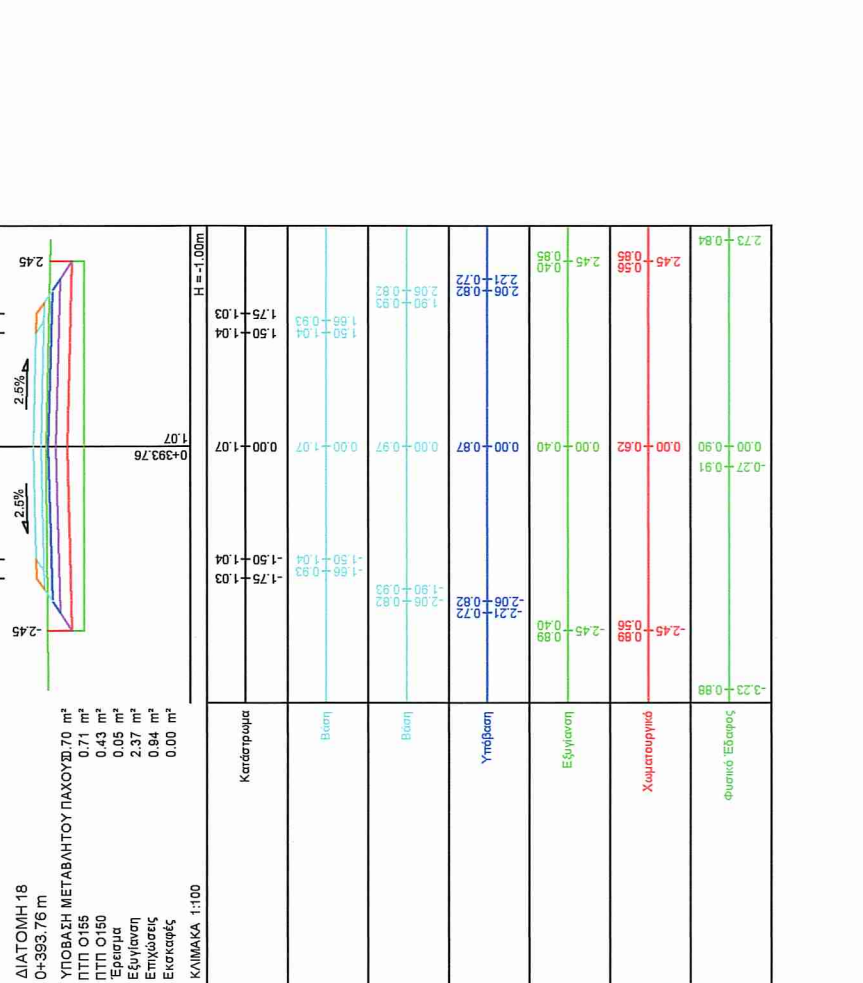 ΔΙΑΤΟΜΗ 18
0+393.76 m
ΥΠΟΒΑΣΗ ΜΕΤΑΒΛΗΤΟΥ ΠΑΧΟΥΣ 0,70 m²
ΠΤΠ Ο155 0.71 m²
ΠΤΠ Ο150 0.43 m²
Έρεισμα 0.05 m²
Εξυγίανση 2.37 m²
Επιχώσεις 0.94 m²
Εκσκαφές 0.00 m²
ΚΛΙΜΑΚΑ 1:100
-2.45 2.45
2.5% 2.5%
0+393.76 1.07
H = -1.00m
Κατάστρωμα
1.03 1.04 1.07 1.04 1.03
-1.75 -1.50 0.00 1.50 1.75
Βάση
0.93 1.04 1.07 1.04 0.93
-1.66 -1.50 0.00 1.50 1.66
Βάση
0.82 0.93 0.97 0.93 0.82
-2.06 -1.90 0.00 1.90 2.06
Υπόβαση
0.72 0.82 0.87 0.82 0.72
-2.21 -2.06 0.00 2.06 2.21
Εξυγίανση
0.89 0.40 0.40 0.40 0.85
-2.45 0.00 2.45
Χωματουργικά
0.89 0.56 0.62 0.56 0.85
-2.45 0.00 2.45
Φυσικό Έδαφος
0.88 0.91 0.90 0.84
-3.23 -0.27 0.00 2.73